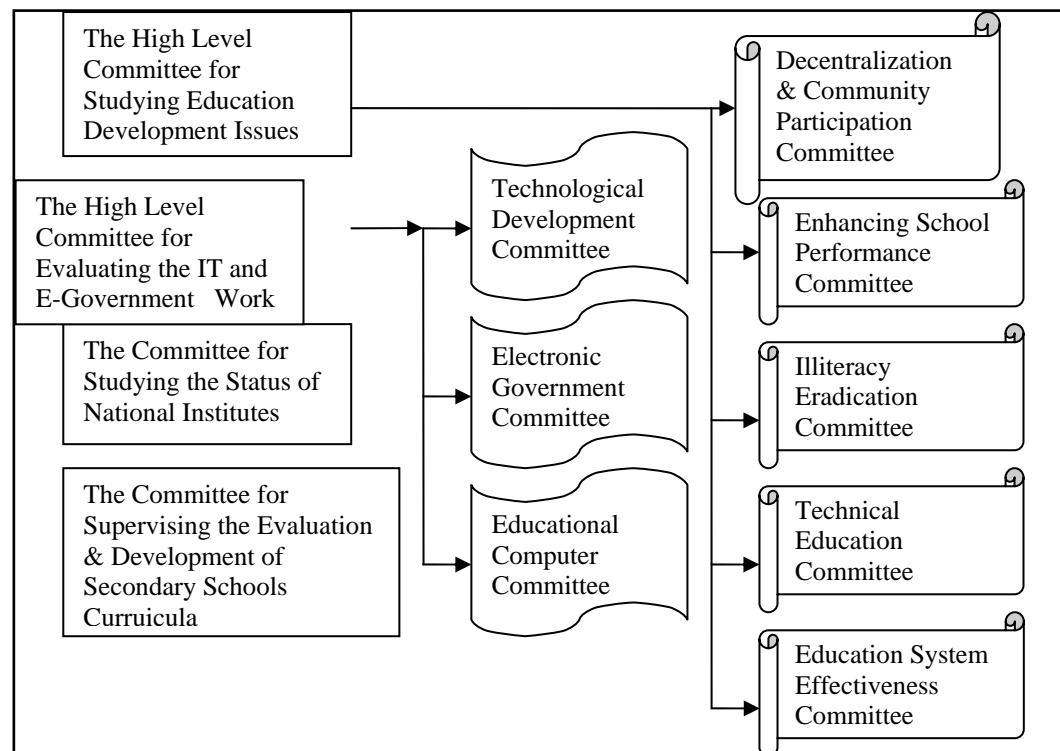 The High Level
Committee for
Studying Education
Development Issues
The High Level
Committee for
Evaluating the IT and
E-Government Work
The Committee for
Studying the Status of
National Institutes
The Committee for
Supervising the Evaluation
& Development of
Secondary Schools
Curruicula
Technological
Development
Committee
Electronic
Government
Committee
Educational
Computer
Committee
Decentralization
& Community
Participation
Committee
Enhancing School
Performance
Committee
Illiteracy
Eradication
Committee
Technical
Education
Committee
Education System
Effectiveness
Committee